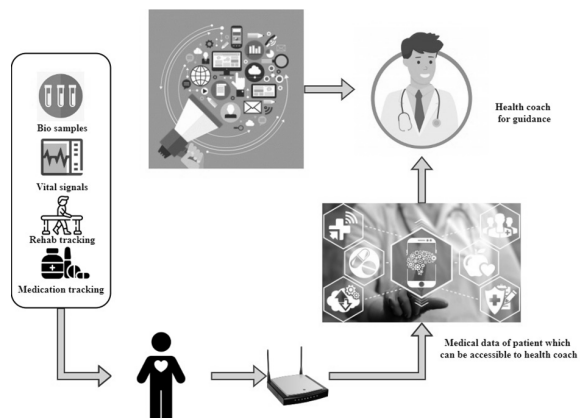 Bio samples
Vital signals
Rehab tracking
Medication tracking
Health coach
for guidance
Medical data of patient which
can be accessible to health coach